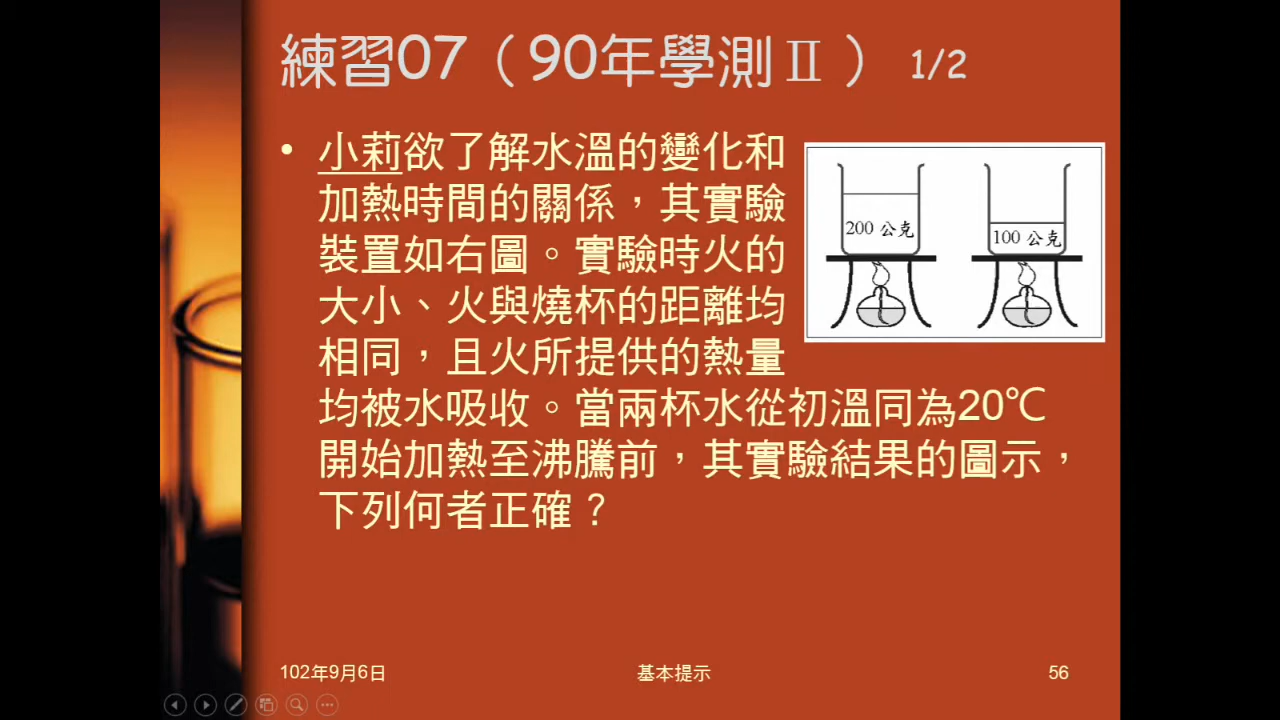 練習07（90年學測Ⅱ） 1/2
• 小莉欲了解水溫的變化和
加熱時間的關係，其實驗
裝置如右圖。實驗時火的
大小、火與燒杯的距離均
相同，且火所提供的熱量
均被水吸收。當兩杯水從初溫同為20℃
開始加熱至沸騰前，其實驗結果的圖示，
下列何者正確？
200 公克
100 公克
102年9月6日
基本提示
56